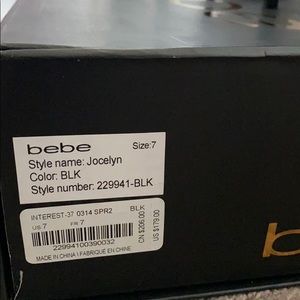 bebe Size:7
Style name: Jocelyn
Color: BLK
Style number: 229941-BLK
INTEREST-37 0314 SPR2 BLK
US 7 FR 7
22994100390032
MADE IN CHINA \ FABRIQUE EN CHINE
CN $206.00
US $179.00
b